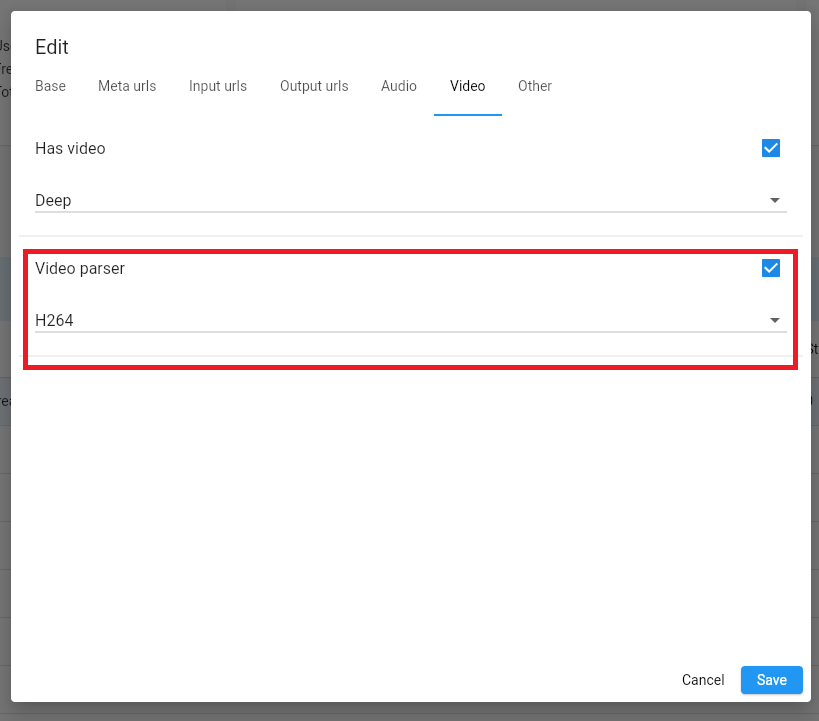 Edit
Base Meta urls Input urls Output urls Audio Video Other
Has video
Deep
Video parser
H264
Cancel Save